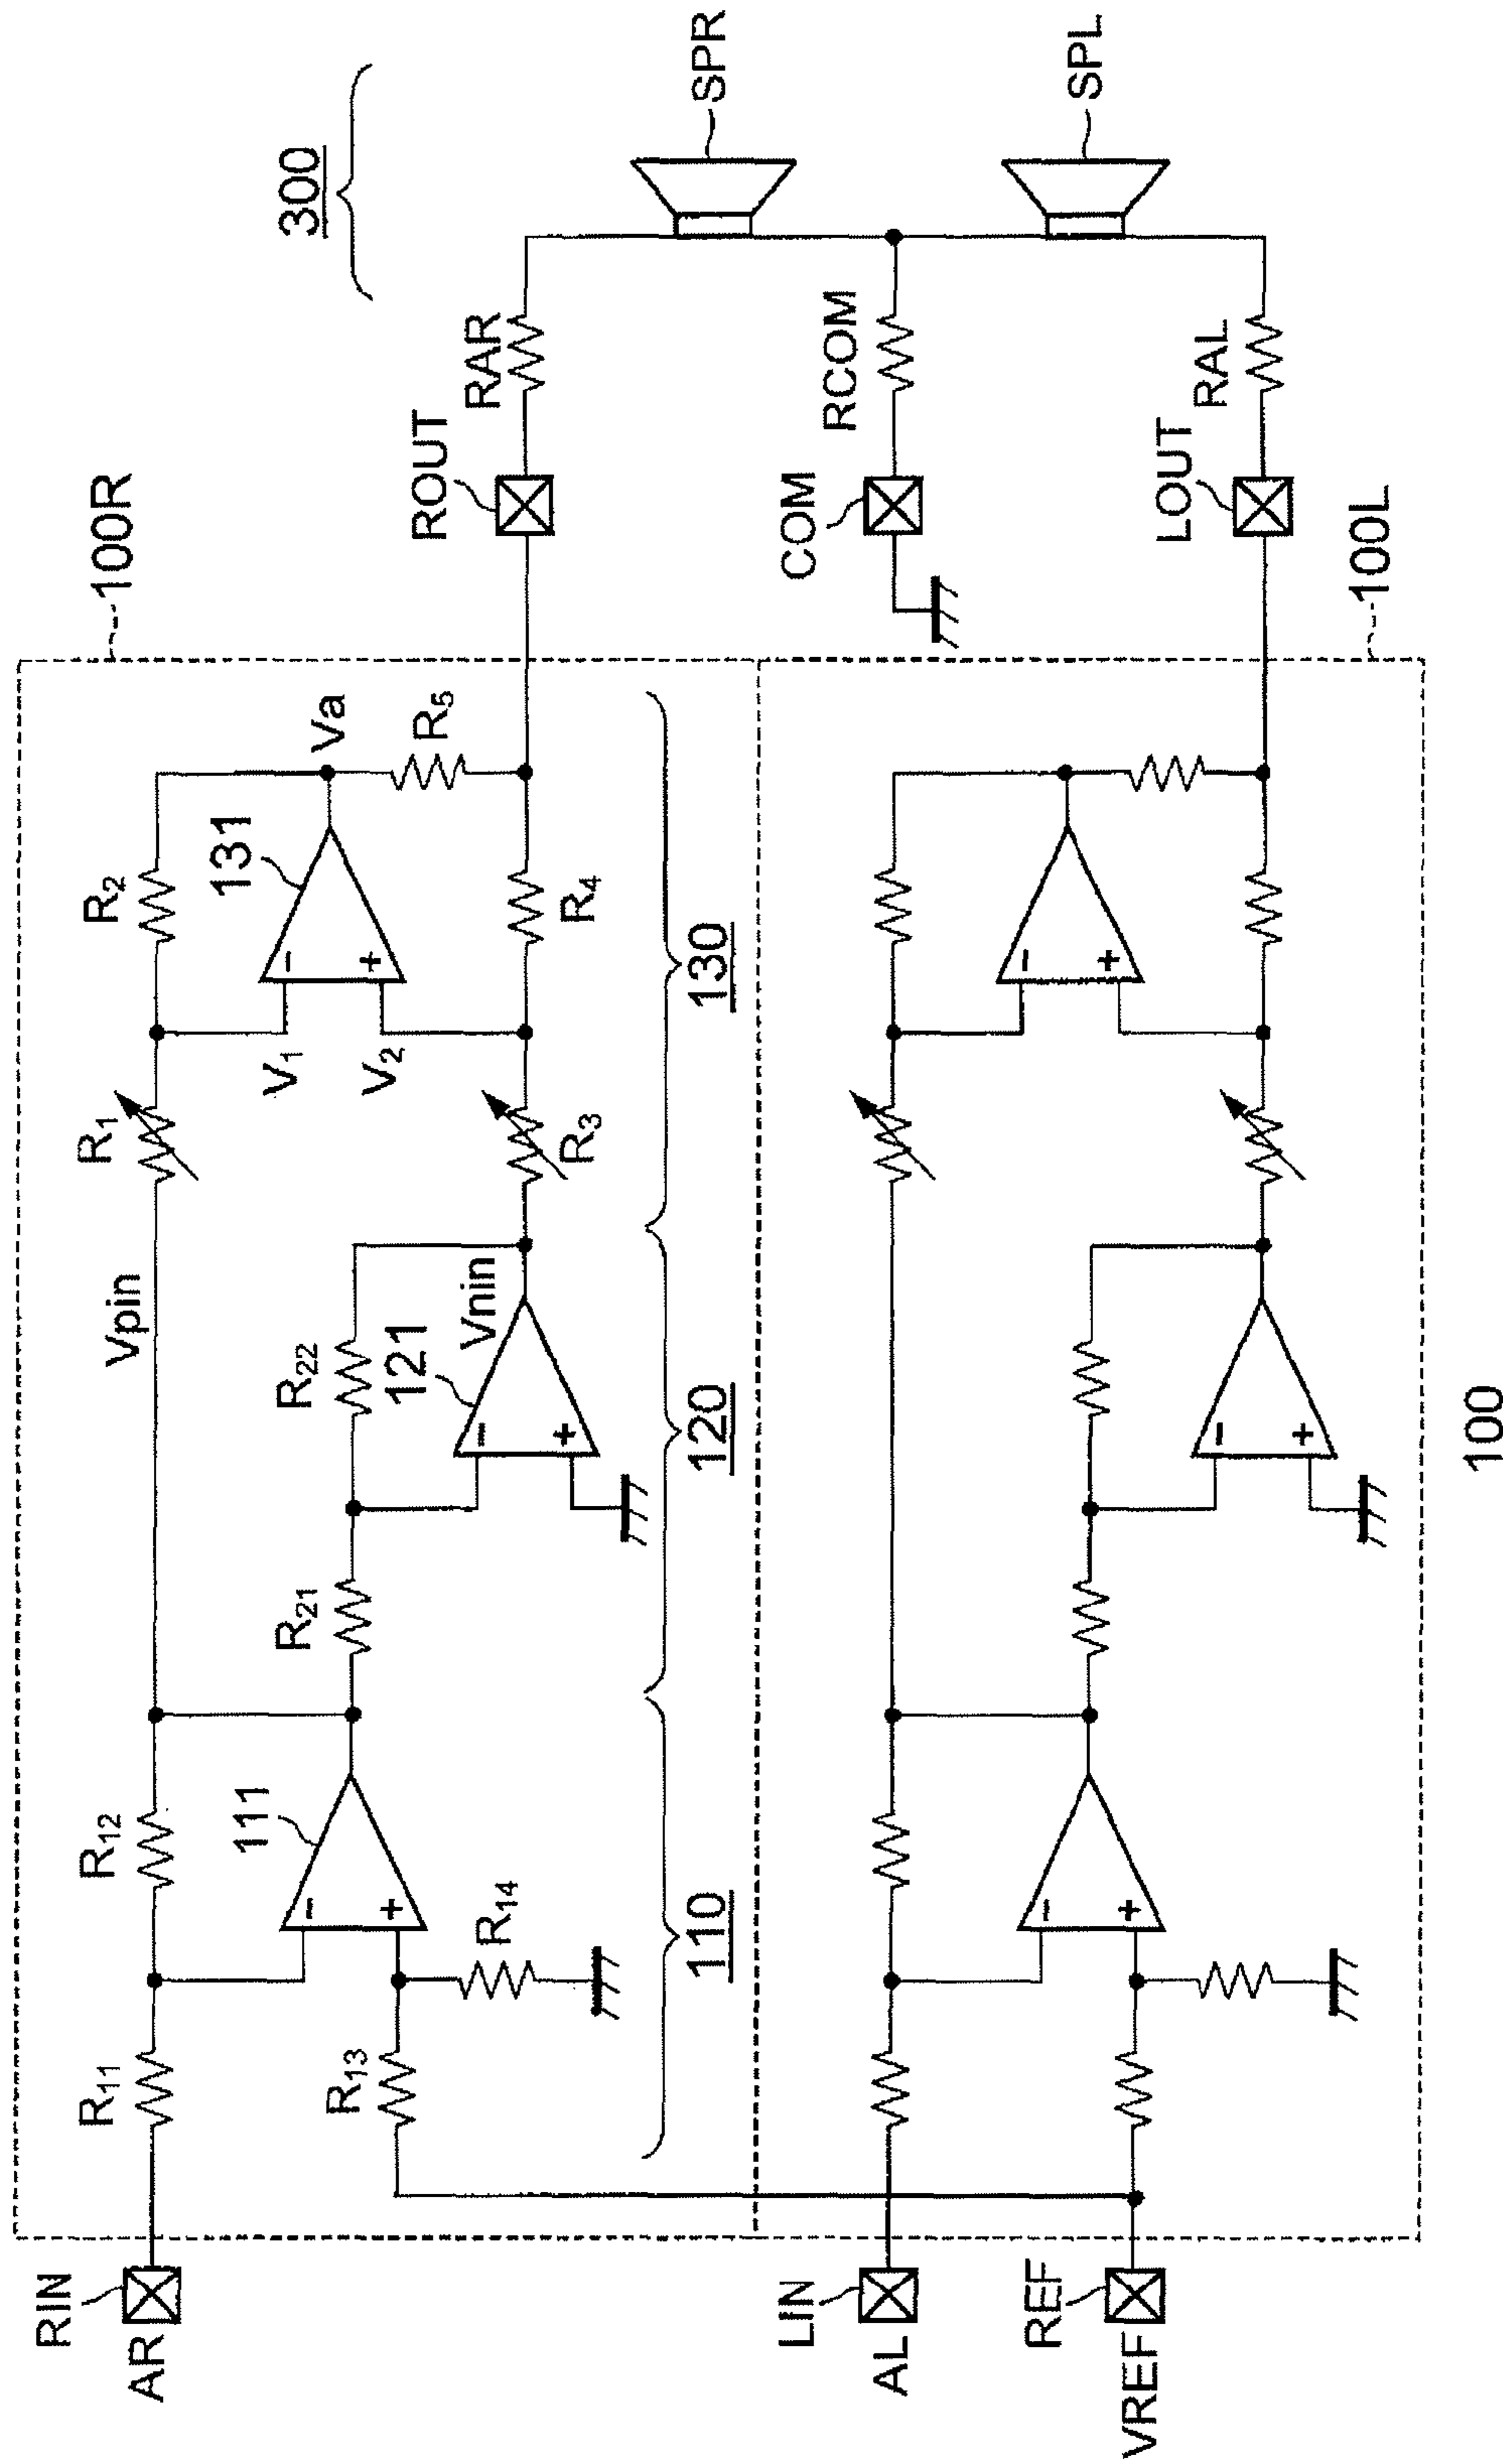 RIN
AR
R11
R12
Vpin
R1
R2
100R
111
R13
R14
R21
R22
121
Vnin
V1
V2
R3
131
Va
R4
R5
ROUT
RAR
300
SPR
110
120
130
COM
RCOM
LIN
AL
REF
VREF
LOUT
RAL
SPL
100L
100
- + - + - +
- + - + - +